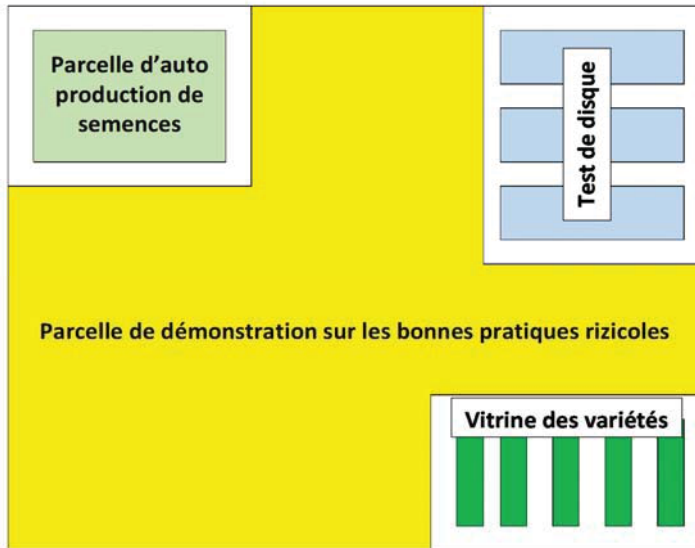 Parcelle d'auto
production de
semences
Test de disque
Parcelle de démonstration sur les bonnes pratiques rizicoles
Vitrine des variétés